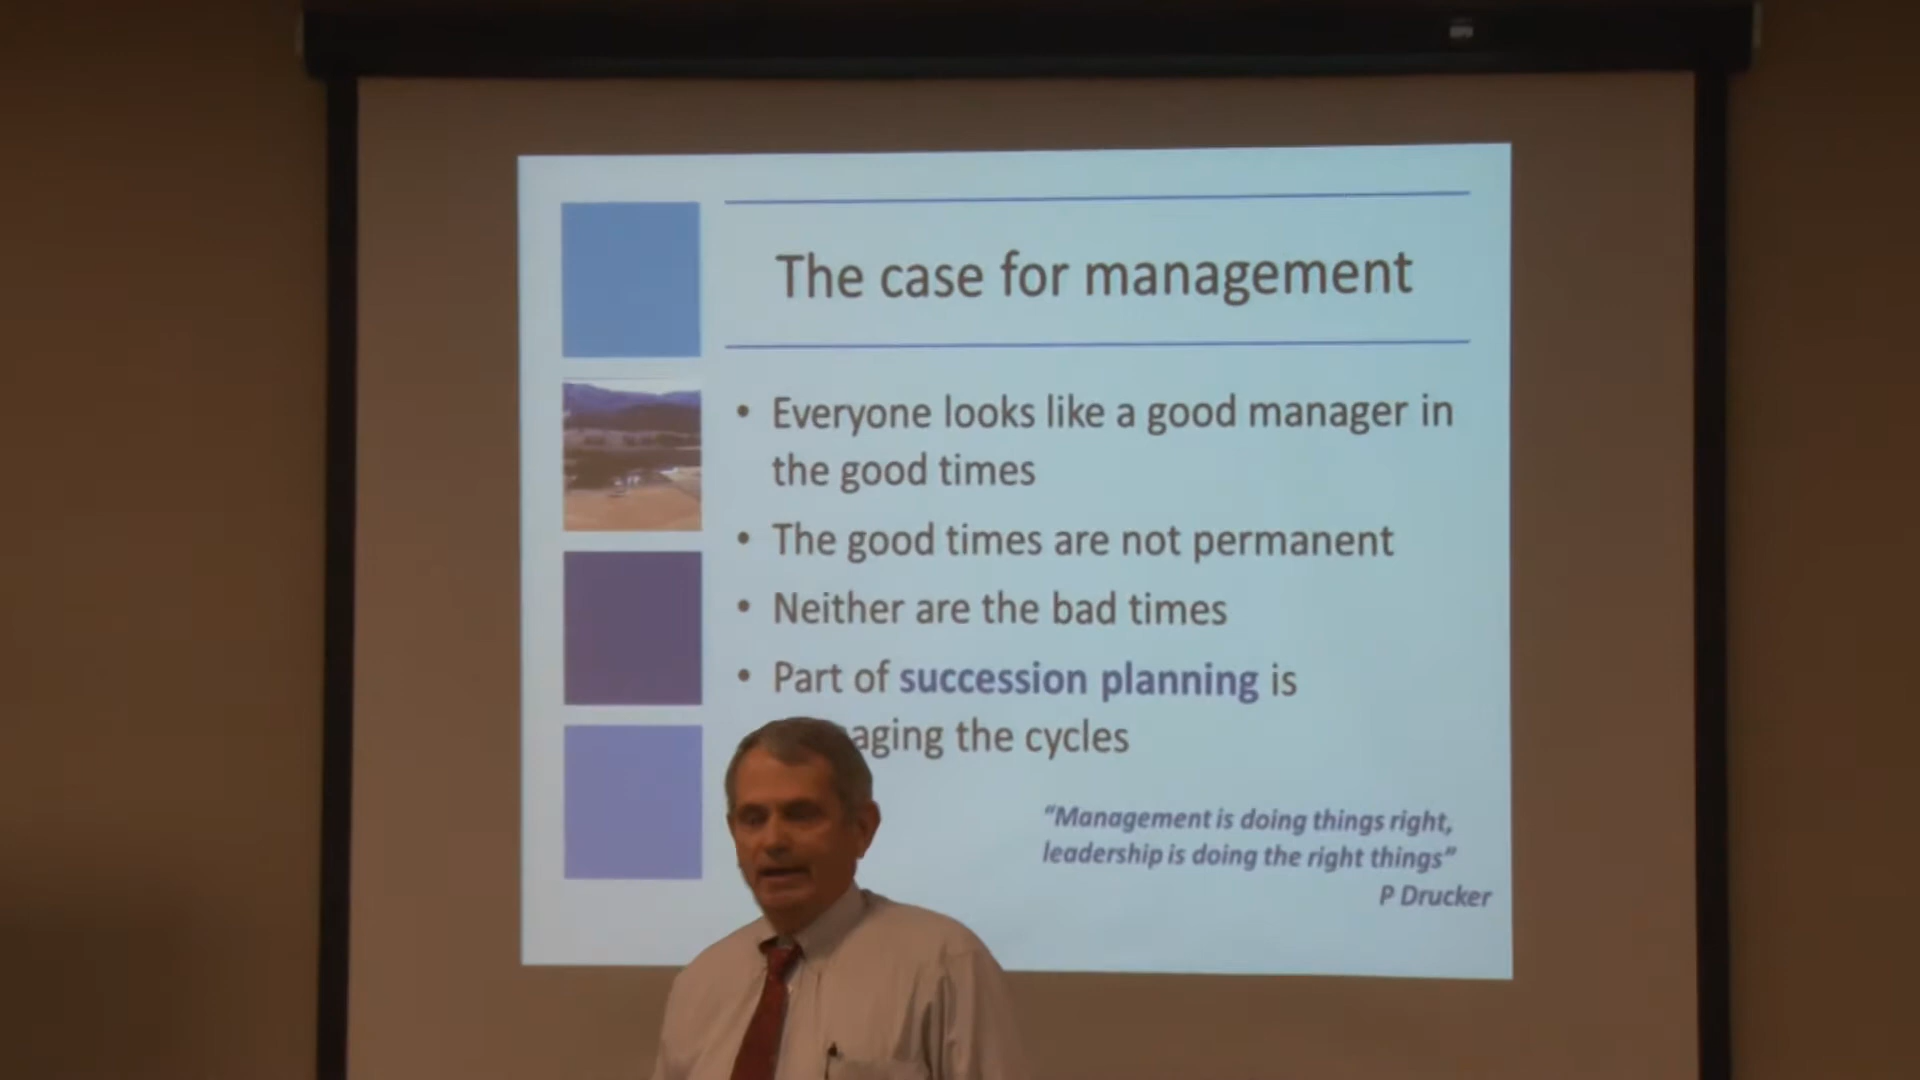 The case for management
• Everyone looks like a good manager in
the good times
• The good times are not permanent
• Neither are the bad times
• Part of succession planning is
the cycles
“Management is doing things right,
leadership is doing the right things”
P Drucker